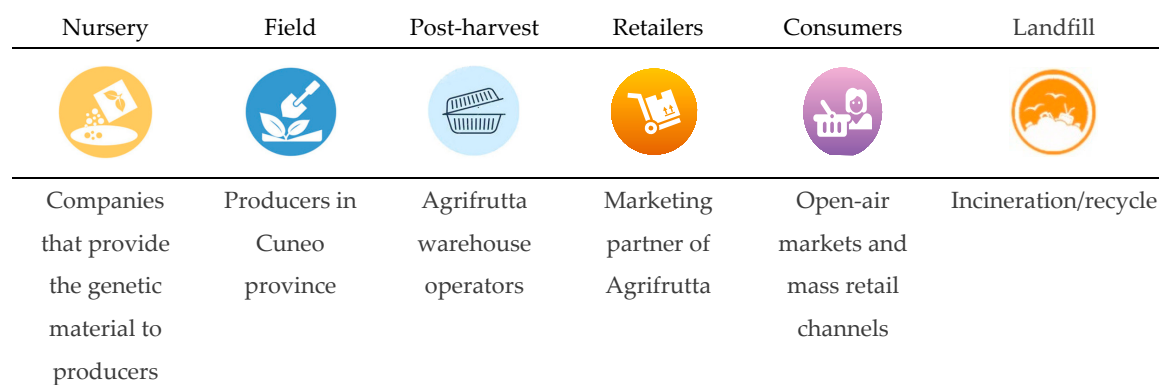 Nursery Field Post-harvest Retailers Consumers Landfill
Companies Producers in Agrifrutta Marketing Open-air Incineration/recycle
that provide Cuneo warehouse partner of markets and
the genetic province operators Agrifrutta mass retail
material to channels
producers